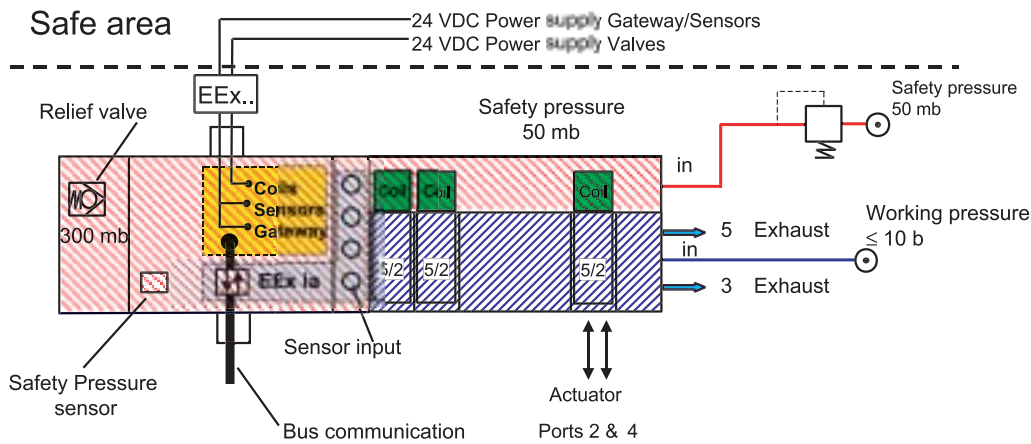 Safe area
24 VDC Power supply Gateway/Sensors
24 VDC Power supply Valves
EEx..
Relief valve
300 mb
Safety pressure
50 mb
Safety pressure
50 mb
in
Coils
Sensors
Gateway
EEx ia
Coil
Coil
Coil
5/2
5/2
5/2
5 Exhaust
in
3 Exhaust
Working pressure
≤ 10 b
Sensor input
Safety Pressure
sensor
Bus communication
Actuator
Ports 2 & 4